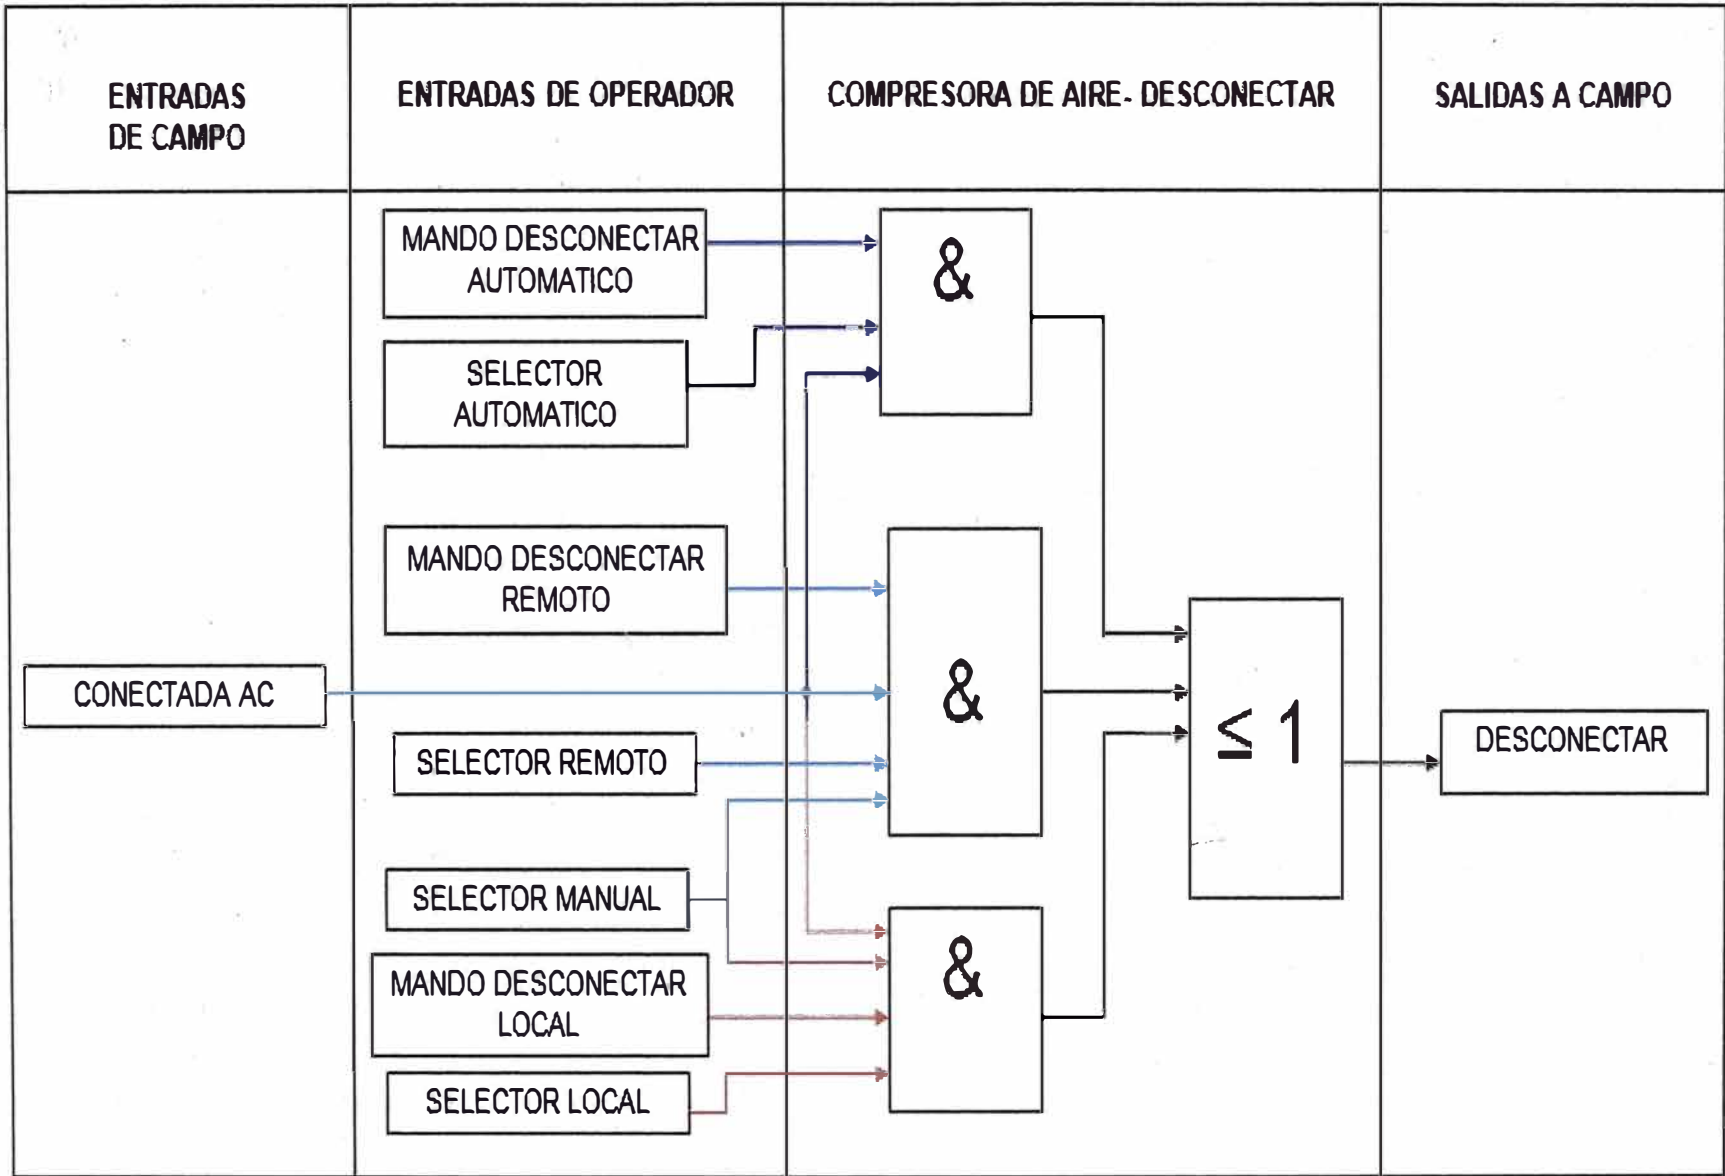 ENTRADAS
DE CAMPO
ENTRADAS DE OPERADOR
COMPRESORA DE AIRE- DESCONECTAR
SALIDAS A CAMPO
MANDO DESCONECTAR
AUTOMATICO
&
SELECTOR
AUTOMATICO
MANDO DESCONECTAR
REMOTO
CONECTADA AC
&
≤ 1
DESCONECTAR
SELECTOR REMOTO
SELECTOR MANUAL
MANDO DESCONECTAR
LOCAL
&
SELECTOR LOCAL